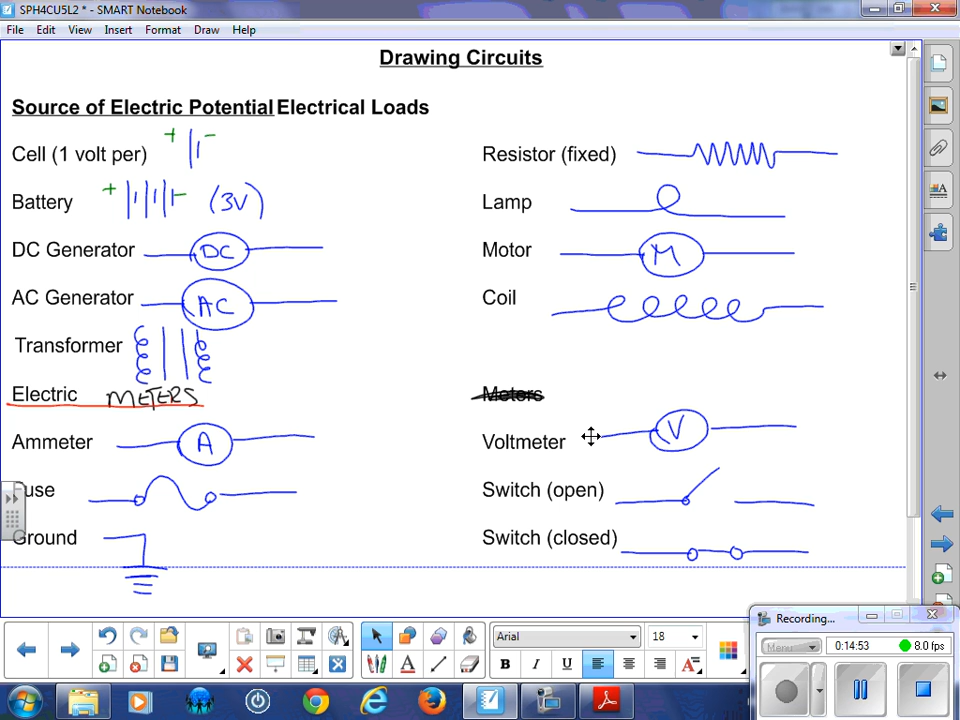 SPH4CU5L2 * - SMART Notebook
File Edit View Insert Format Draw Help
Drawing Circuits
Source of Electric Potential Electrical Loads
+ -
Cell (1 volt per)
Resistor (fixed)
+ -
Battery (3V)
Lamp
DC Generator DC
Motor M
AC Generator AC
Coil
Transformer
Electric METERS
Meters
Ammeter A
Voltmeter V
Fuse
Switch (open)
Ground
Switch (closed)
Arial 18
B I U A
Recording...
Menu 0:14:53 8.0 fps